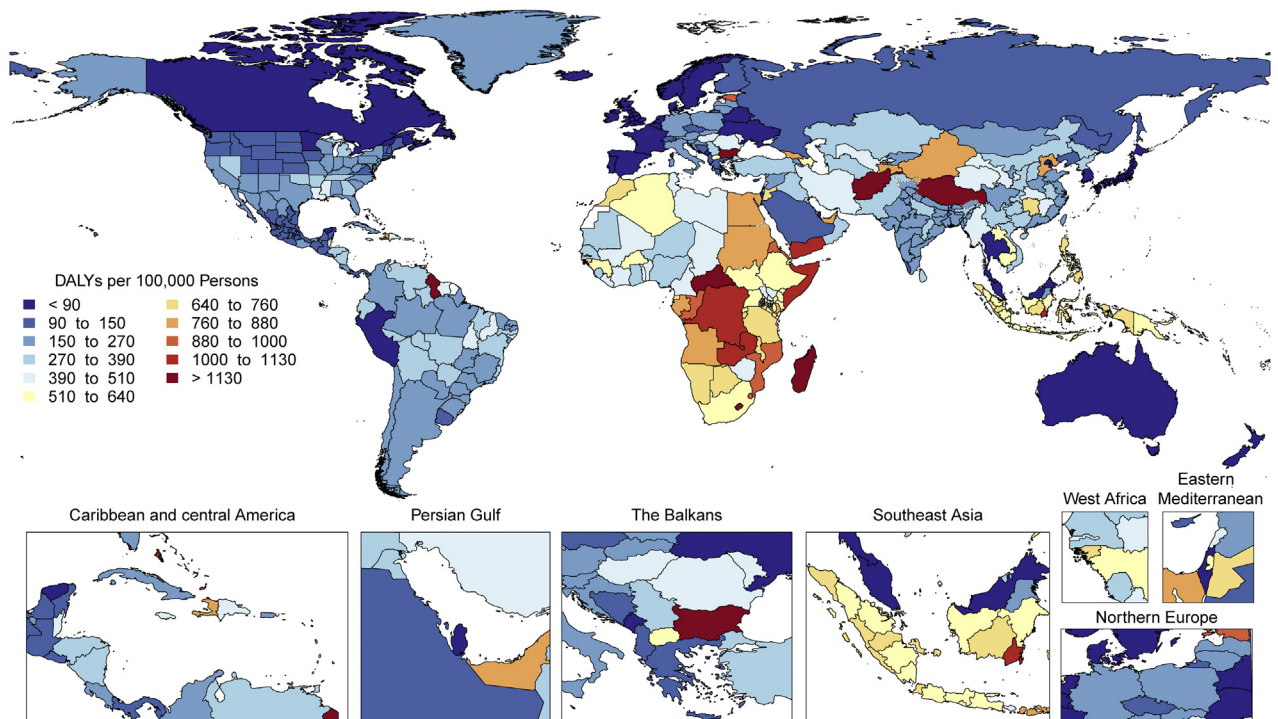 DALYs per 100,000 Persons
< 90
90 to 150
150 to 270
270 to 390
390 to 510
510 to 640
640 to 760
760 to 880
880 to 1000
1000 to 1130
> 1130
Caribbean and central America
Persian Gulf
The Balkans
Southeast Asia
West Africa
Eastern
Mediterranean
Northern Europe